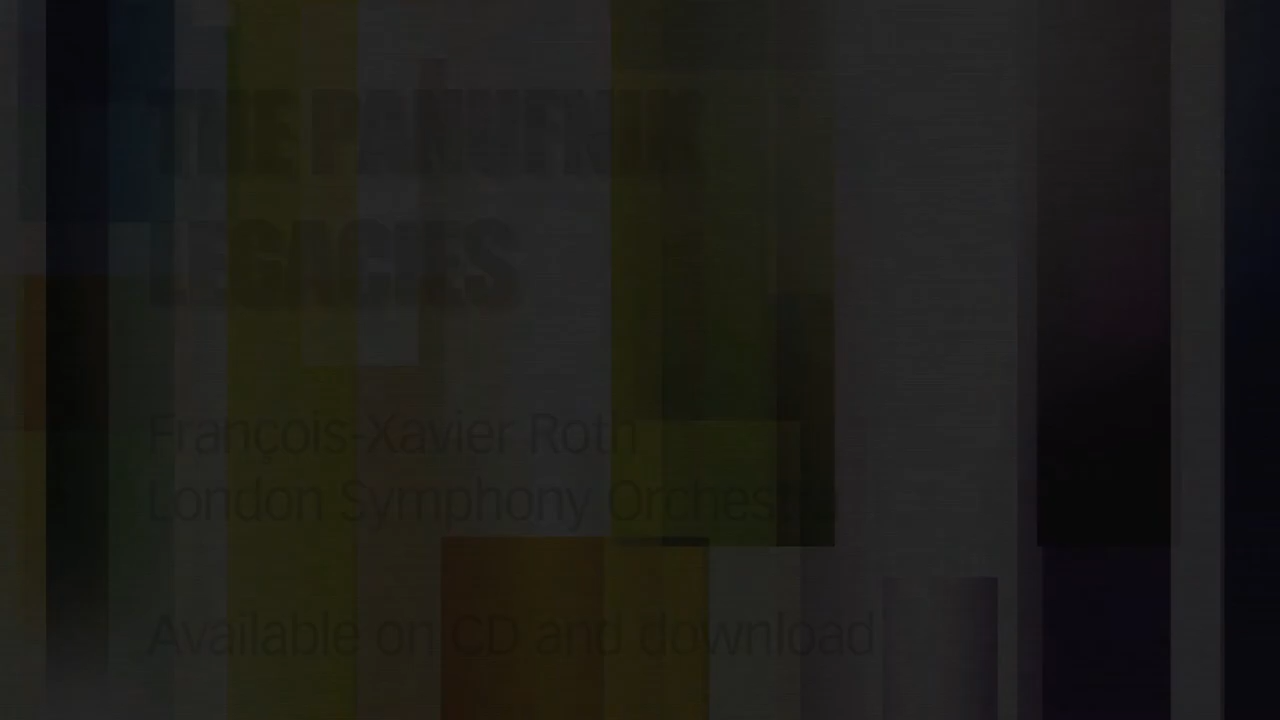 THE PANUFNIK
LEGACIES
François-Xavier Roth
London Symphony Orchestra
Available on CD and download